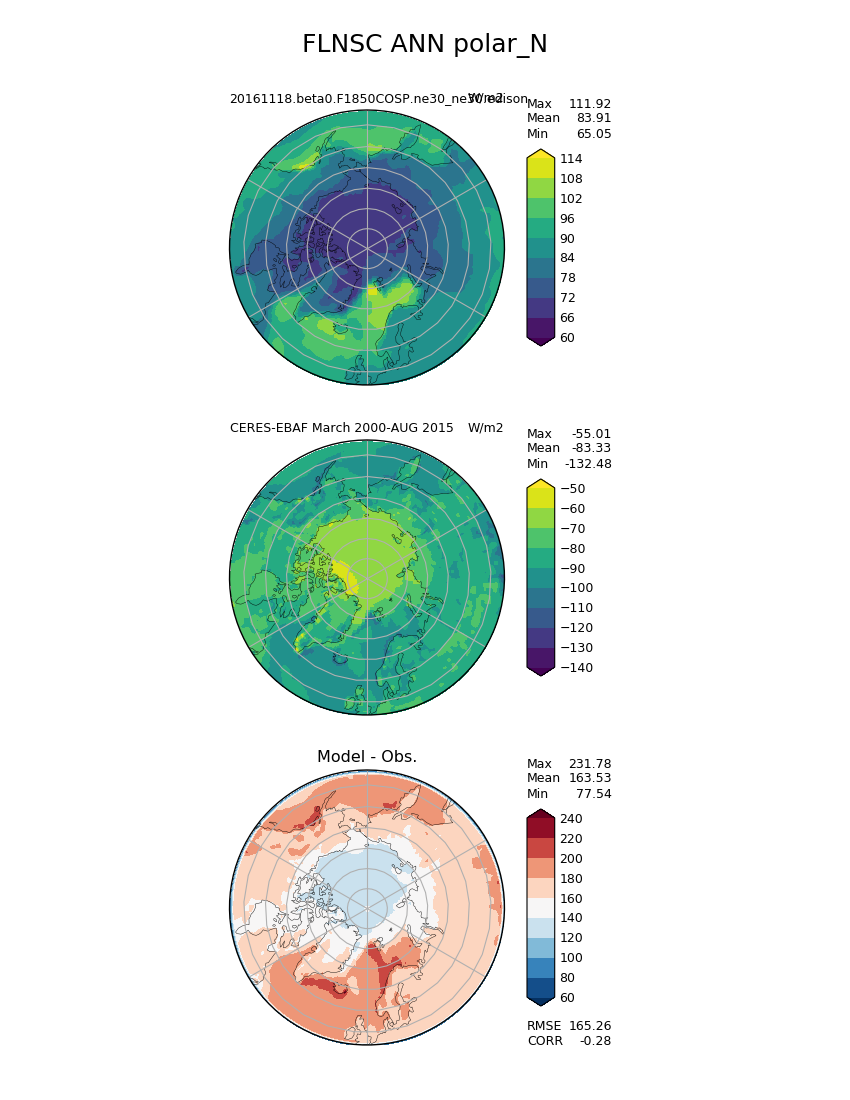 FLNSC ANN polar_N
20161118.beta0.F1850COSP.ne30_ne30.edison W/m2
Max 111.92
Mean 83.91
Min 65.05
114
108
102
96
90
84
78
72
66
60
CERES-EBAF March 2000-AUG 2015 W/m2
Max -55.01
Mean -83.33
Min -132.48
−50
−60
−70
−80
−90
−100
−110
−120
−130
−140
Model - Obs.
Max 231.78
Mean 163.53
Min 77.54
240
220
200
180
160
140
120
100
80
60
RMSE 165.26
CORR -0.28